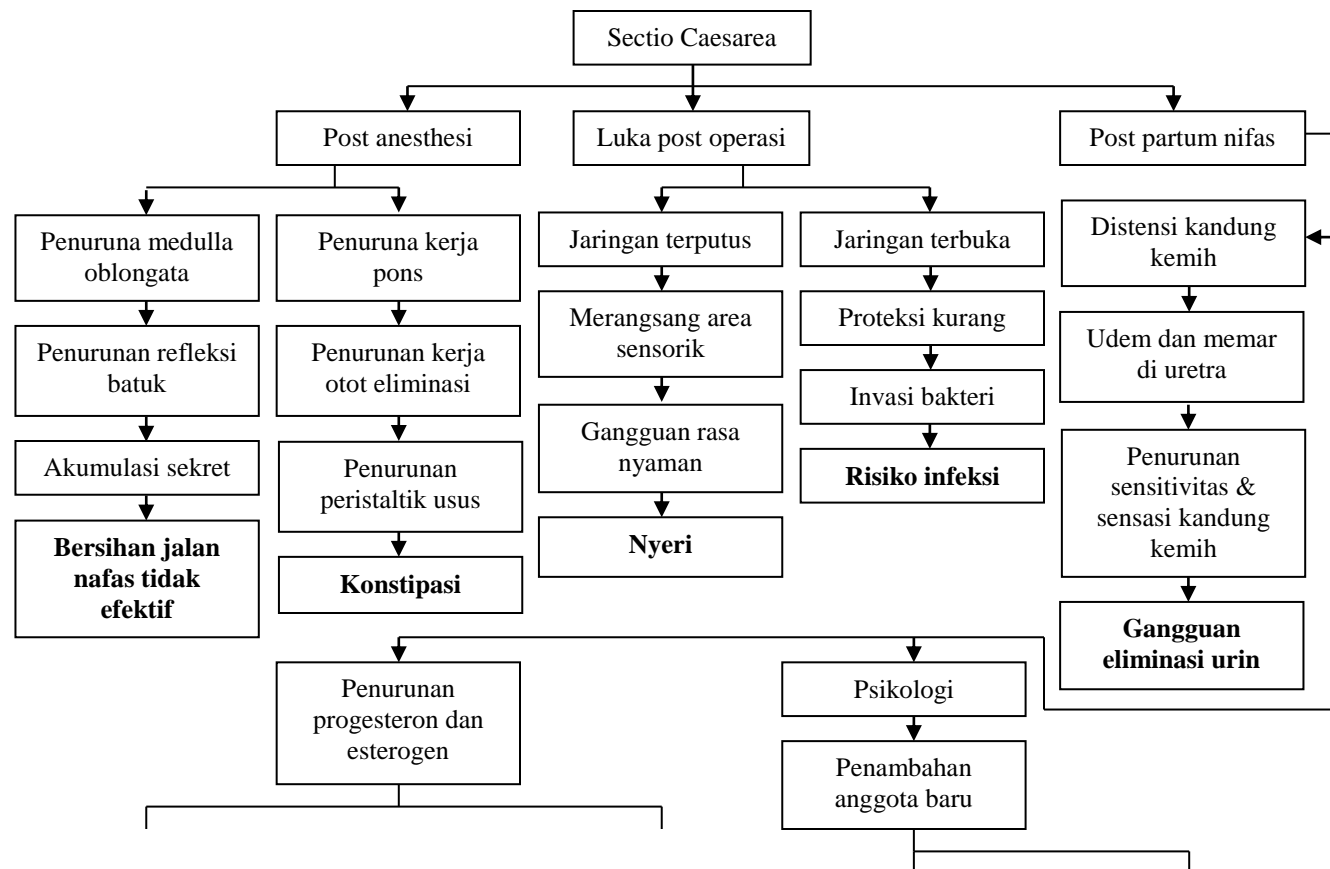 Sectio Caesarea
Post anesthesi
Luka post operasi
Post partum nifas
Penuruna medulla
oblongata
Penuruna kerja
pons
Jaringan terputus
Jaringan terbuka
Distensi kandung
kemih
Penurunan refleksi
batuk
Penurunan kerja
otot eliminasi
Merangsang area
sensorik
Proteksi kurang
Udem dan memar
di uretra
Akumulasi sekret
Penurunan
peristaltik usus
Gangguan rasa
nyaman
Invasi bakteri
Penurunan
sensitivitas &
sensasi kandung
kemih
Bersihan jalan
nafas tidak
efektif
Konstipasi
Nyeri
Risiko infeksi
Gangguan
eliminasi urin
Penurunan
progesteron dan
esterogen
Psikologi
Penambahan
anggota baru